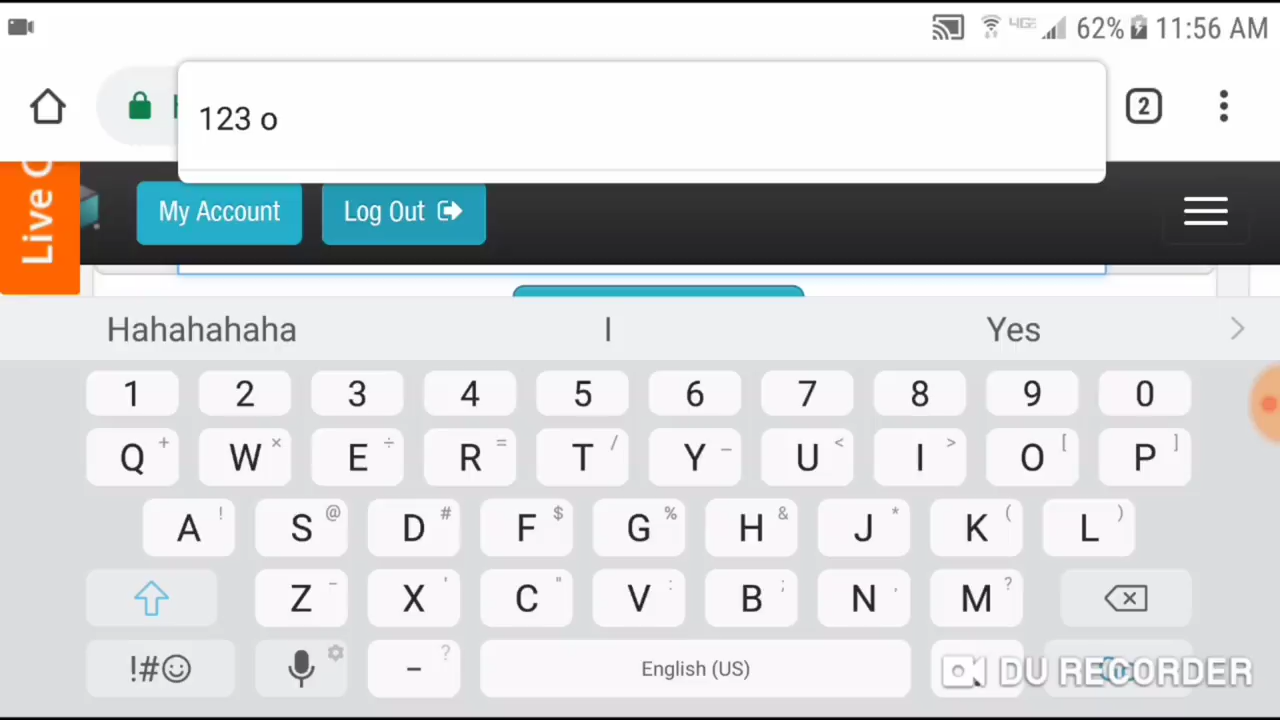 4GE 62% 11:56 AM
123 o
2
Live C
My Account Log Out
Hahahahaha I Yes
1 2 3 4 5 6 7 8 9 0
Q + W × E ÷ R = T / Y – U < I > O [ P ]
A ! S @ D # F $ G % H & J * K ( L )
Z – X ' C " V : B ; N , M ?
!#☺ – ? English (US) DU RECORDER